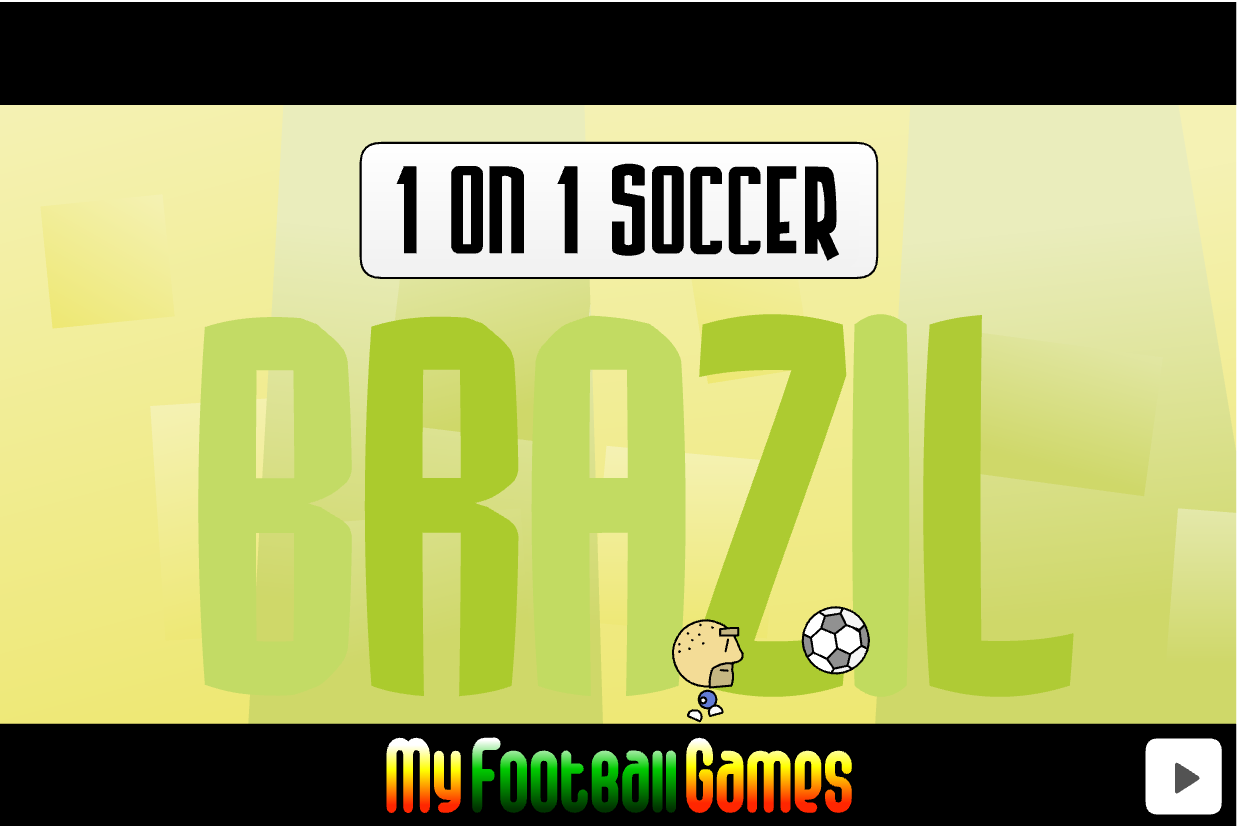 1 ON 1 SOCCER
BRAZIL
MyFootballGames